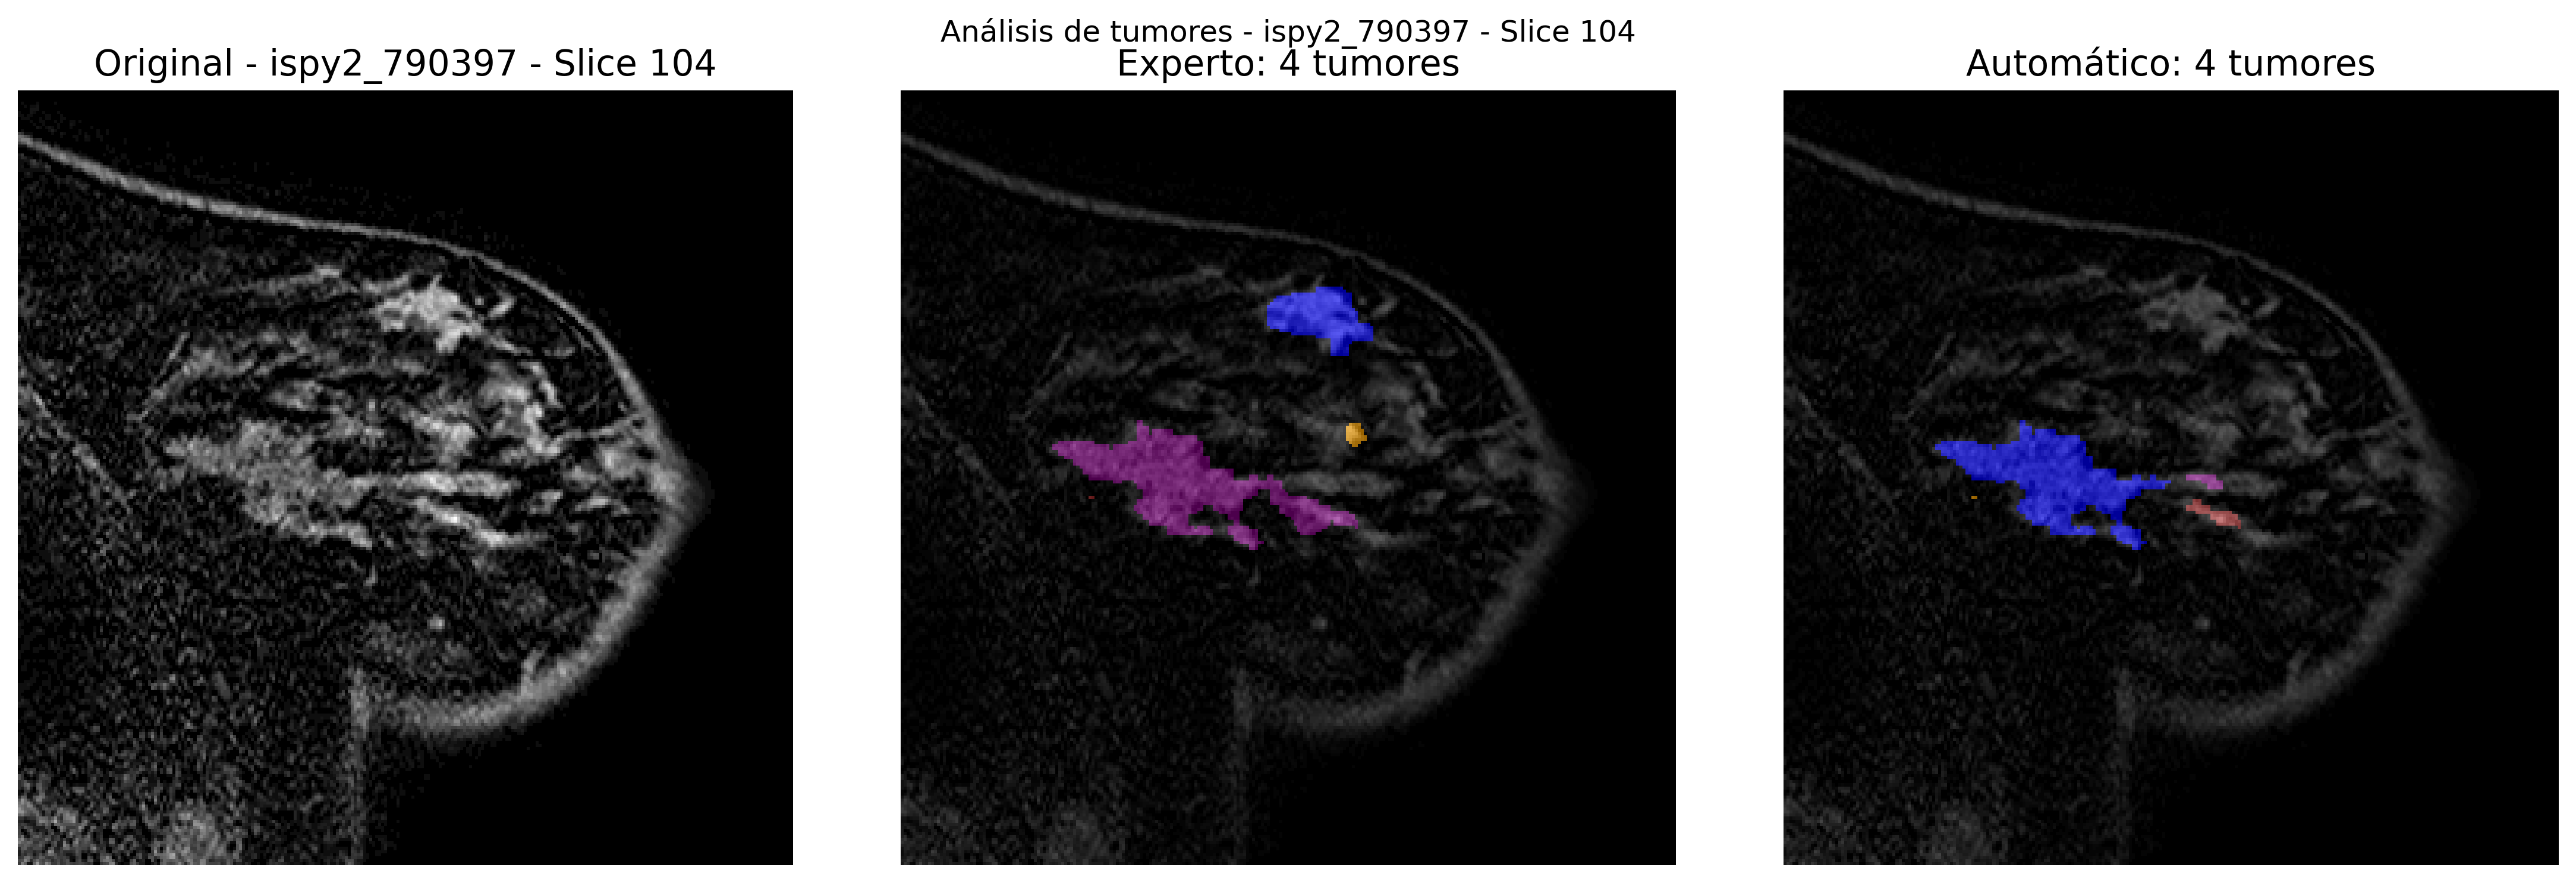 Análisis de tumores - ispy2_790397 - Slice 104
Original - ispy2_790397 - Slice 104
Experto: 4 tumores
Automático: 4 tumores